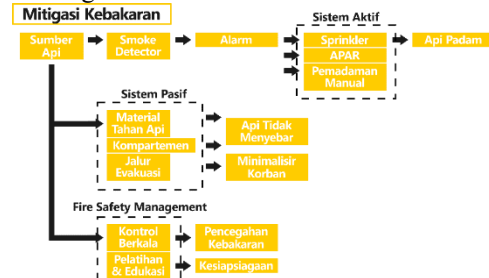 Mitigasi Kebakaran
Sistem Aktif
Sumber
Api
Smoke
Detector
Alarm
Sprinkler
APAR
Pemadaman
Manual
Api Padam
Sistem Pasif
Material
Tahan Api
Kompartemen
Jalur
Evakuasi
Api Tidak
Menyebar
Minimalisir
Korban
Fire Safety Management
Kontrol
Berkala
Pelatihan
& Edukasi
Pencegahan
Kebakaran
Kesiapsiagaan